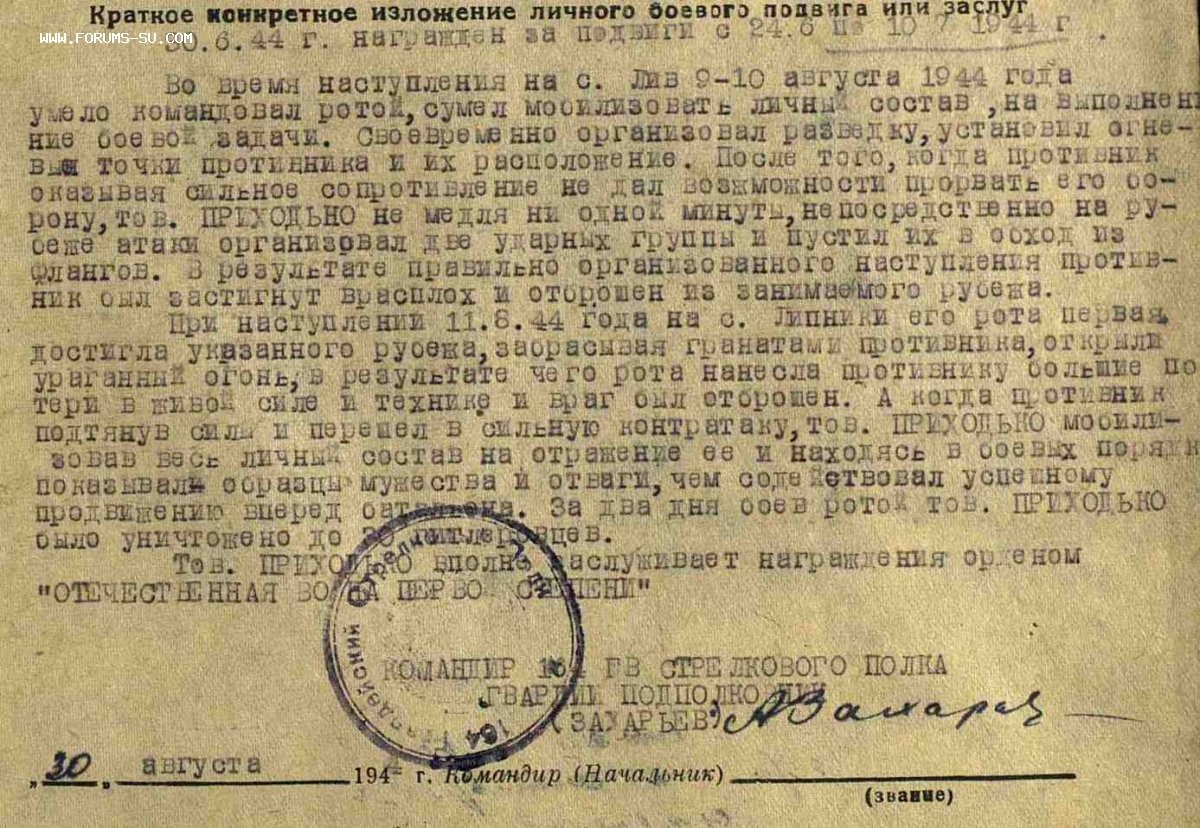 Краткое конкретное изложение личного боевого подвига или заслуг
WWW.FORUMS-SU.COM
30.6.44 г. награжден за подвиги с 24.6 по 10 7 1944 г .
Во время наступления на с. Лив 9-10 августа 1944 года
умело командовал ротой, сумел мобилизовать личный состав ,на выполнен
ние боевой задачи. Своевременно организовал разведку, установил огне-
вые точки противника и их расположение. После того, когда противник
оказывая сильное сопротивление не дал возжможности прорвать его обо-
рону, тов. ПРИХОДЬКО не медля ни одной минуты, непосредственно на ру-
беже атаки организовал две ударных группы и пустил их в обход из
флангов. В результате правильно организованного наступления против-
ник был застигнут врасплох и отброшен из занимаемого рубежа.
При наступлении 11.8.44 года на с. Липники его рота первая
достигла указанного рубежа, забрасывая гранатами противника, открыли
ураганный огонь, в результате чего рота нанесла противнику большие по
тери в живой силе и технике и враг был отброшен. А когда противник
подтянув силы и перешел в сильную контратаку, тов. ПРИХОДЬКО мобили-
зовав весь личный состав на отражение ее и находясь в боевых порядк
показывали образцы мужества и отваги, чем содействовал успешному
продвижению вперед батальона. За два дня боев ротой тов. ПРИХОДЬКО
было уничтожено до 30 гитлеровцев.
Тов. ПРИХОДЬКО вполне заслуживает награждения орденом
"ОТЕЧЕСТВЕННАЯ ВОЙНА ПЕРВОЙ СТЕПЕНИ"
КОМАНДИР 164 ГВ СТРЕЛКОВОГО ПОЛКА
ГВАРДИИ ПОДПОЛКОВНИК
(ЗАХАРЬЕВ) АЗахарьев
164 Гвардейский Стрелковый
„30„ августа 194 г. Командир (Начальник)
(звание)